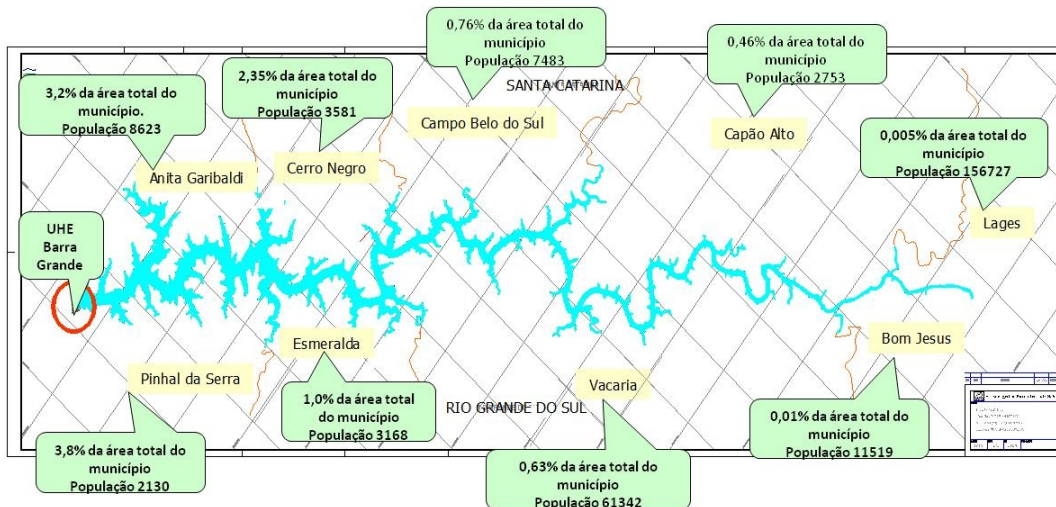 0,76% da área total do
município
População 7483
0,46% da área total do
município
População 2753
2,35% da área total do
município
População 3581
3,2% da área total do
município.
População 8623
SANTA CATARINA
Campo Belo do Sul
Capão Alto
0,005% da área total do
município
População 156727
Cerro Negro
Anita Garibaldi
Lages
UHE
Barra
Grande
Esmeralda
Bom Jesus
Pinhal da Serra
Vacaria
1,0% da área total
do município
População 3168
RIO GRANDE DO SUL
0,01% da área total do
município
População 11519
3,8% da área total do
município
População 2130
0,63% da área total do
município
População 61342